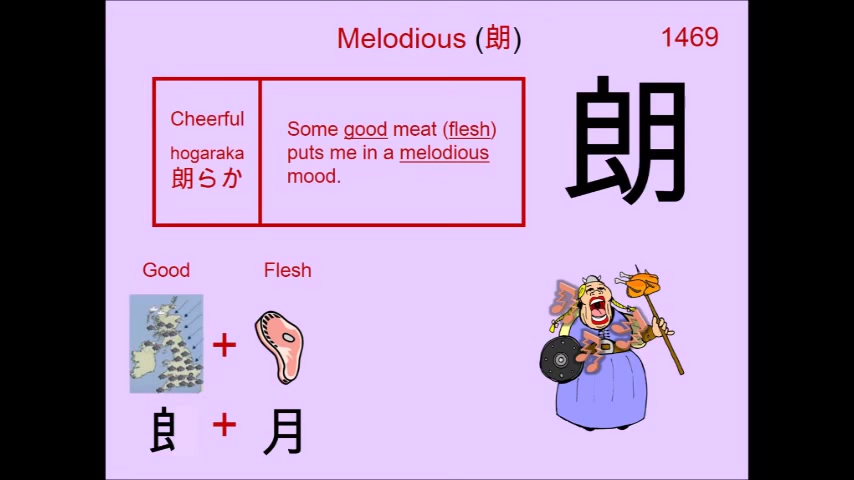 Melodious (朗)
1469
朗
Cheerful
hogaraka
朗らか
Some good meat (flesh)
puts me in a melodious
mood.
Good
Flesh
+
+
月